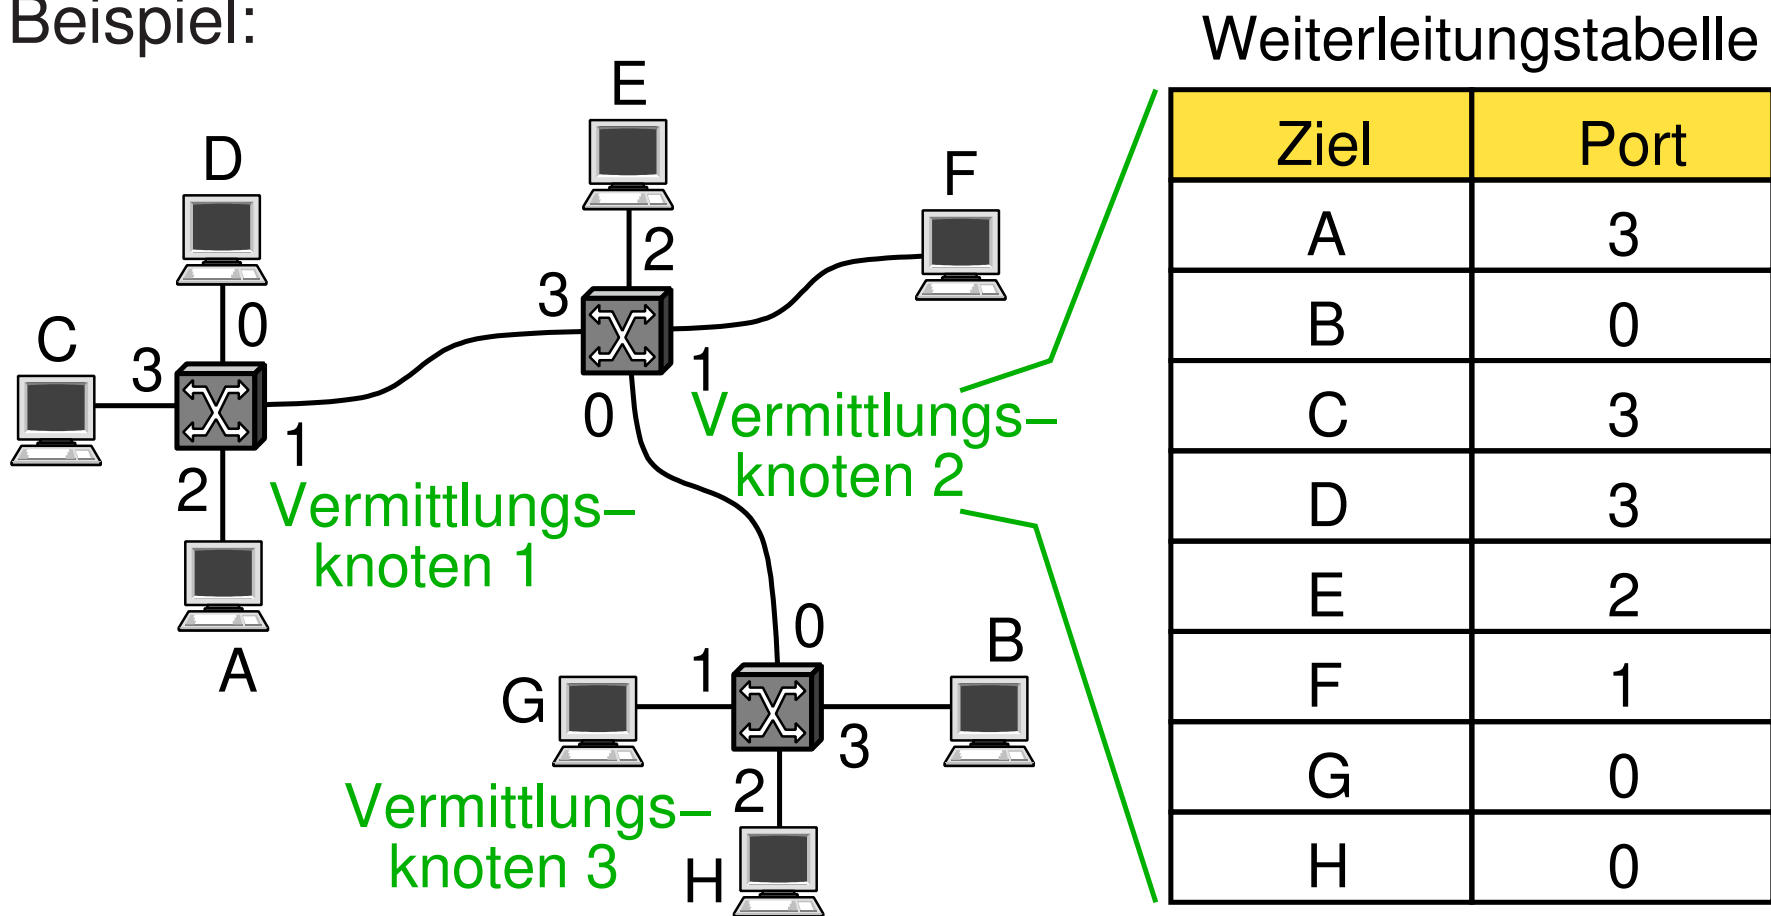 Beispiel:
Weiterleitungstabelle
Ziel Port
A 3
B 0
C 3
D 3
E 2
F 1
G 0
H 0
E
D
F
2
3
C
0
3
1
0
1
2
Vermittlungs–
knoten 2
Vermittlungs–
knoten 1
A
0
B
1
G
3
2
Vermittlungs–
knoten 3
H